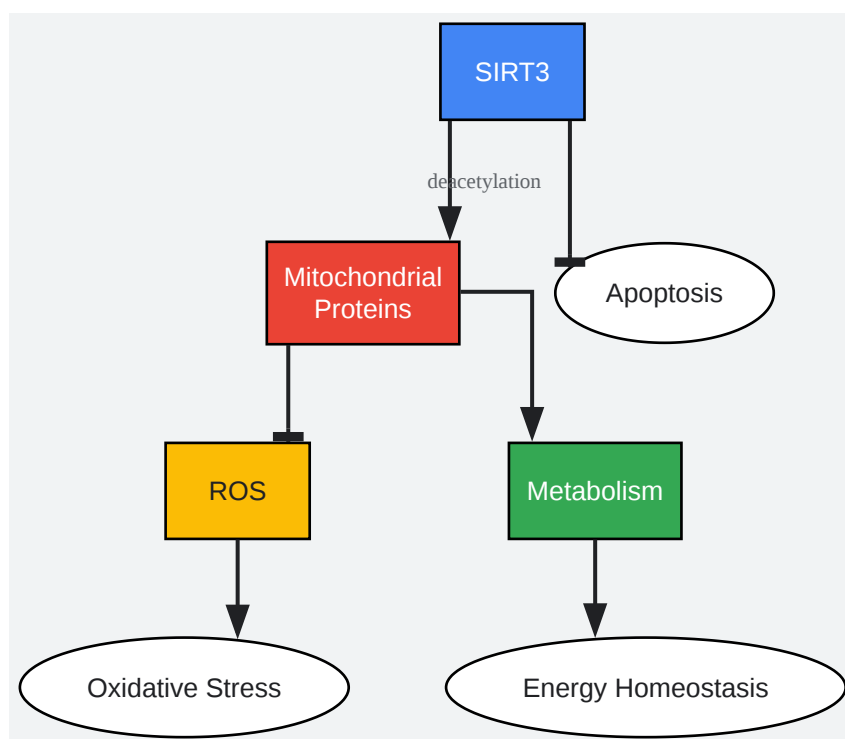 SIRT3
deacetylation
Mitochondrial
Proteins
Apoptosis
ROS
Metabolism
Oxidative Stress
Energy Homeostasis